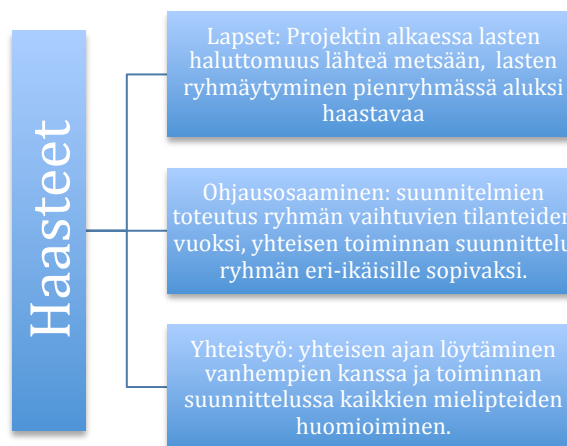 Haasteet
Lapset: Projektin alkaessa lasten
haluttomuus lähteä metsään, lasten
ryhmäytyminen pienryhmässä aluksi
haastavaa
Ohjausosaaminen: suunnitelmien
toteutus ryhmän vaihtuvien tilanteiden
vuoksi, yhteisen toiminnan suunnittelu
ryhmän eri-ikäisille sopivaksi.
Yhteistyö: yhteisen ajan löytäminen
vanhempien kanssa ja toiminnan
suunnittelussa kaikkien mielipteiden
huomioiminen.